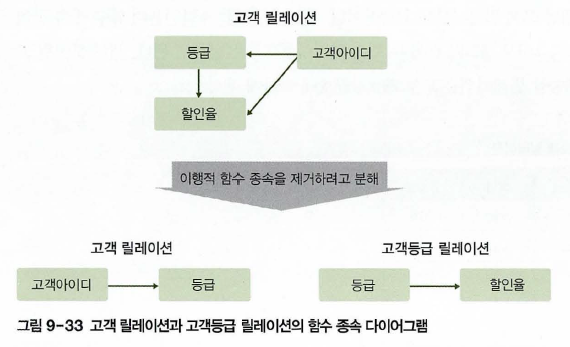 고객 릴레이션
등급 고객아이디
할인율
이행적 함수 종속을 제거하려고 분해
고객 릴레이션 고객등급 릴레이션
고객아이디 등급 등급 할인율
그림 9-33 고객 릴레이션과 고객등급 릴레이션의 함수 종속 다이어그램